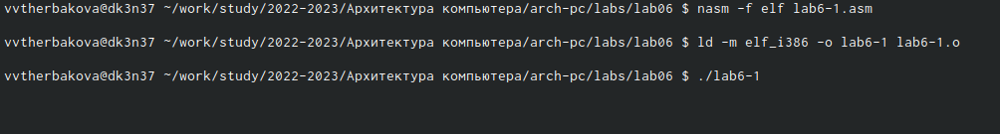 vvtherbakova@dk3n37 ~/work/study/2022-2023/Архитектура компьютера/arch-pc/labs/lab06 $ nasm -f elf lab6-1.asm
vvtherbakova@dk3n37 ~/work/study/2022-2023/Архитектура компьютера/arch-pc/labs/lab06 $ ld -m elf_i386 -o lab6-1 lab6-1.o
vvtherbakova@dk3n37 ~/work/study/2022-2023/Архитектура компьютера/arch-pc/labs/lab06 $ ./lab6-1